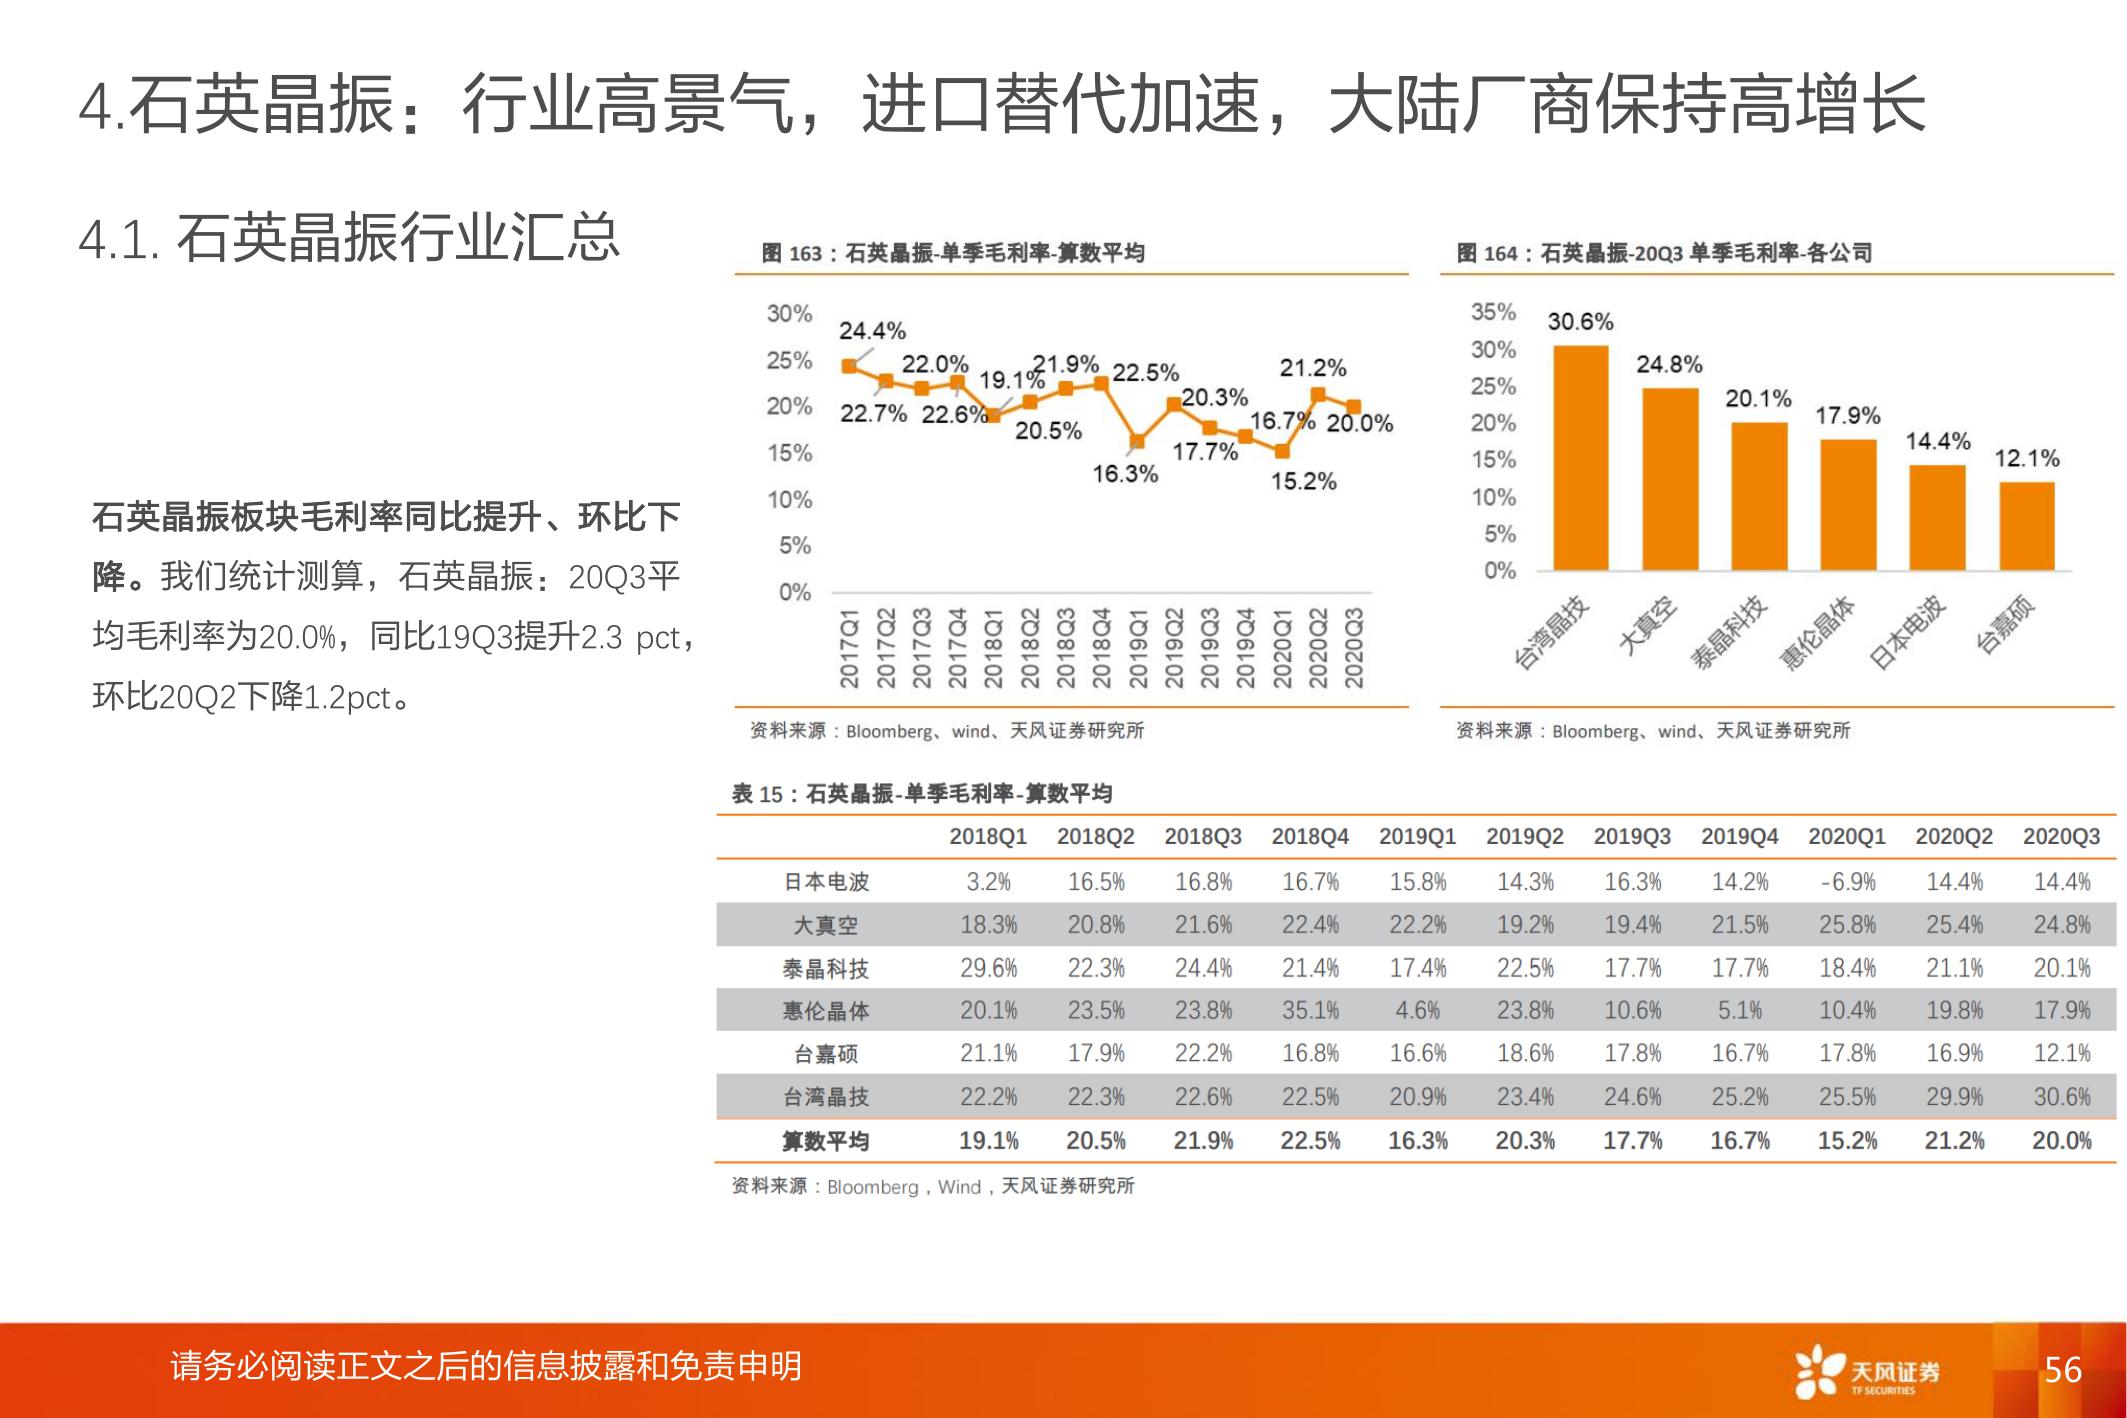 4.石英晶振：行业高景气，进口替代加速，大陆厂商保持高增长
4.1. 石英晶振行业汇总
石英晶振板块毛利率同比提升、环比下
降。我们统计测算，石英晶振：20Q3平
均毛利率为20.0%，同比19Q3提升2.3 pct，
环比20Q2下降1.2pct。
图 163：石英晶振-单季毛利率-算数平均
30%
25%
20%
15%
10%
5%
0%
24.4%
22.7%
22.0%
22.6%
19.1%
20.5%
21.9%
22.5%
16.3%
20.3%
17.7%
16.7%
15.2%
21.2%
20.0%
2017Q1
2017Q2
2017Q3
2017Q4
2018Q1
2018Q2
2018Q3
2018Q4
2019Q1
2019Q2
2019Q3
2019Q4
2020Q1
2020Q2
2020Q3
资料来源：Bloomberg、wind、天风证券研究所
图 164：石英晶振-20Q3 单季毛利率-各公司
35%
30%
25%
20%
15%
10%
5%
0%
30.6%
24.8%
20.1%
17.9%
14.4%
12.1%
台湾晶技
大真空
泰晶科技
惠伦晶体
日本电波
台嘉硕
资料来源：Bloomberg、wind、天风证券研究所
表 15：石英晶振-单季毛利率-算数平均
2018Q1 2018Q2 2018Q3 2018Q4 2019Q1 2019Q2 2019Q3 2019Q4 2020Q1 2020Q2 2020Q3
日本电波 3.2% 16.5% 16.8% 16.7% 15.8% 14.3% 16.3% 14.2% -6.9% 14.4% 14.4%
大真空 18.3% 20.8% 21.6% 22.4% 22.2% 19.2% 19.4% 21.5% 25.8% 25.4% 24.8%
泰晶科技 29.6% 22.3% 24.4% 21.4% 17.4% 22.5% 17.7% 17.7% 18.4% 21.1% 20.1%
惠伦晶体 20.1% 23.5% 23.8% 35.1% 4.6% 23.8% 10.6% 5.1% 10.4% 19.8% 17.9%
台嘉硕 21.1% 17.9% 22.2% 16.8% 16.6% 18.6% 17.8% 16.7% 17.8% 16.9% 12.1%
台湾晶技 22.2% 22.3% 22.6% 22.5% 20.9% 23.4% 24.6% 25.2% 25.5% 29.9% 30.6%
算数平均 19.1% 20.5% 21.9% 22.5% 16.3% 20.3% 17.7% 16.7% 15.2% 21.2% 20.0%
资料来源：Bloomberg，Wind，天风证券研究所
请务必阅读正文之后的信息披露和免责申明
天风证券
TF SECURITIES
56